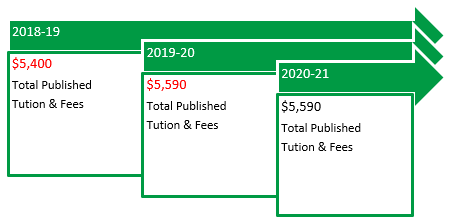 2018-19
$5,400
Total Published
Tution & Fees
2019-20
$5,590
Total Published
Tution & Fees
2020-21
$5,590
Total Published
Tution & Fees